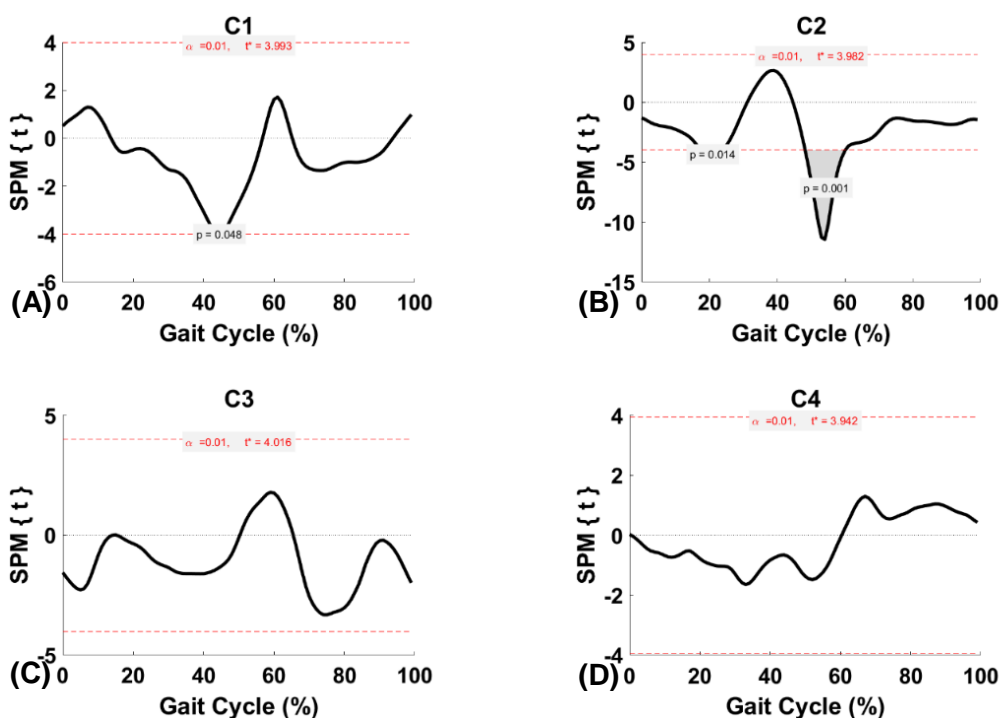 C1
4
2
0
-2
-4
-6
α =0.01, t* = 3.993
p = 0.048
SPM { t }
0 20 40 60 80 100
Gait Cycle (%)
(A)
C2
5
0
-5
-10
-15
α =0.01, t* = 3.982
p = 0.014
p = 0.001
SPM { t }
0 20 40 60 80 100
Gait Cycle (%)
(B)
C3
5
0
-5
α =0.01, t* = 4.016
SPM { t }
0 20 40 60 80 100
Gait Cycle (%)
(C)
C4
4
2
0
-2
-4
α =0.01, t* = 3.942
SPM { t }
0 20 40 60 80 100
Gait Cycle (%)
(D)